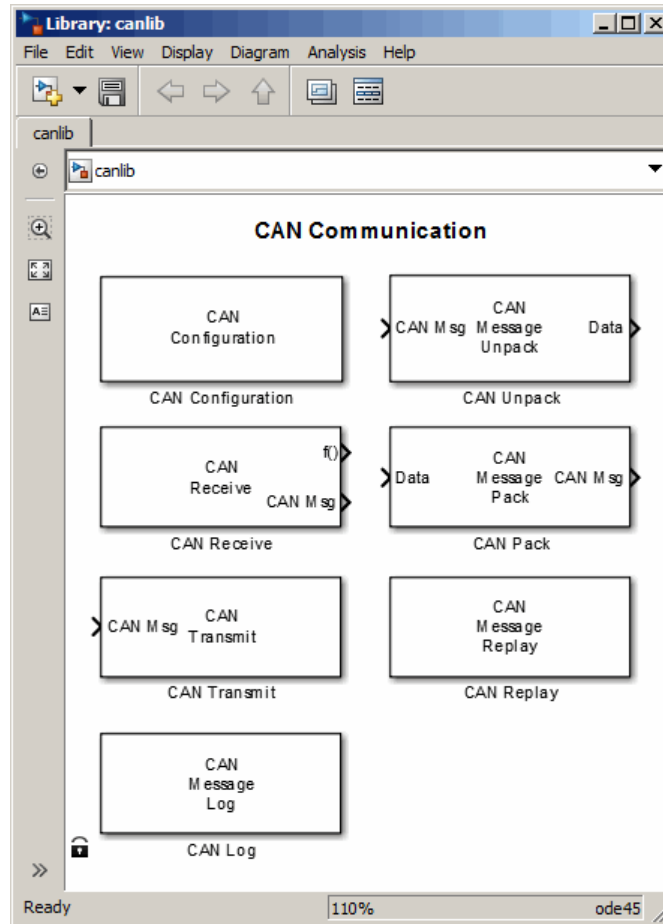 Library: canlib
File Edit View Display Diagram Analysis Help
canlib
canlib
CAN Communication
CAN
Configuration
CAN Configuration
CAN Msg
CAN
Message
Unpack
Data
CAN Unpack
CAN
Receive
f()
CAN Msg
CAN Receive
Data
CAN
Message
Pack
CAN Msg
CAN Pack
CAN Msg
CAN
Transmit
CAN Transmit
CAN
Message
Replay
CAN Replay
CAN
Message
Log
CAN Log
Ready 110% ode45